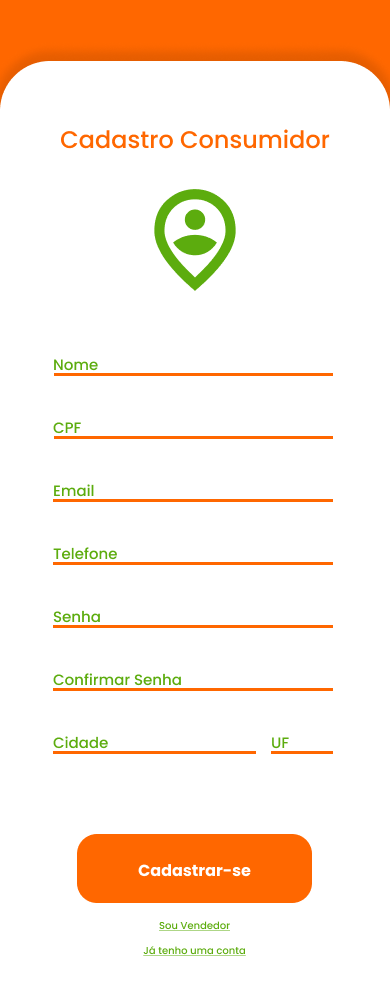 Cadastro Consumidor
Nome
CPF
Email
Telefone
Senha
Confirmar Senha
Cidade UF
Cadastrar-se
Sou Vendedor
Já tenho uma conta